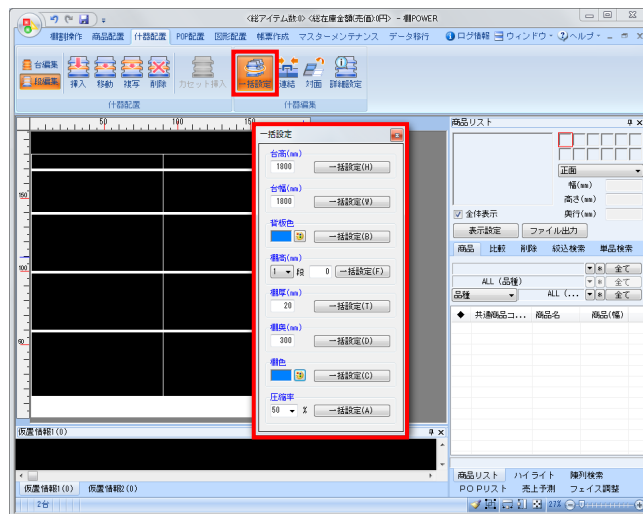 <総アイテム数:0> <総在庫金額(売価):0円> - 棚POWER
棚割操作 商品配置 什器配置 POP配置 図形配置 帳票作成 マスターメンテナンス データ移行 ログ情報 ウィンドウ ヘルプ
台編集
段編集
挿入 移動 複写 削除 カセット挿入 一括設定 連結 対面 詳細設定
什器配置 什器編集
50 100 150
150
100
50
一括設定
台高(mm)
1800 一括設定(H)
台幅(mm)
1800 一括設定(W)
背板色
一括設定(B)
棚高(mm)
1 段 0 一括設定(F)
棚厚(mm)
20 一括設定(T)
棚奥(mm)
300 一括設定(D)
棚色
一括設定(C)
圧縮率
50 % 一括設定(A)
商品リスト
正面
幅(mm)
高さ(mm)
奥行(mm)
全体表示
表示設定 ファイル出力
商品 比較 削除 絞込検索 単品検索
* 全て
ALL (品種) * 全て
品種 ALL (... * 全て
◆ 共通商品コ... 商品名 商品(幅)
仮置情報1(0)
仮置情報1(0) 仮置情報2(0)
商品リスト ハイライト 陳列検索
POPリスト 売上予測 フェイス調整
2台 27%